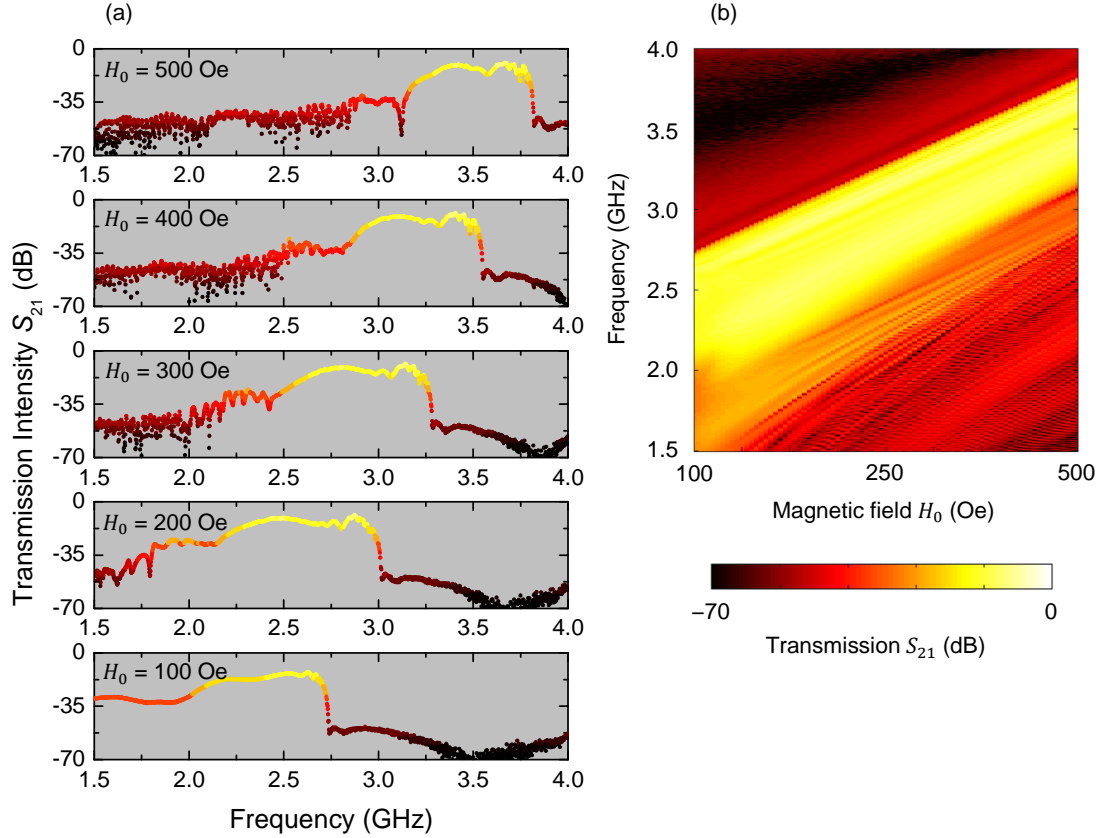 (a)
(b)
Transmission Intensity S21 (dB)
H0 = 500 Oe
0
-35
-70
1.5 2.0 2.5 3.0 3.5 4.0
H0 = 400 Oe
0
-35
-70
1.5 2.0 2.5 3.0 3.5 4.0
H0 = 300 Oe
0
-35
-70
1.5 2.0 2.5 3.0 3.5 4.0
H0 = 200 Oe
0
-35
-70
1.5 2.0 2.5 3.0 3.5 4.0
H0 = 100 Oe
0
-35
-70
1.5 2.0 2.5 3.0 3.5 4.0
Frequency (GHz)
Frequency (GHz)
4.0
3.5
3.0
2.5
2.0
1.5
100 250 500
Magnetic field H0 (Oe)
−70 0
Transmission S21 (dB)